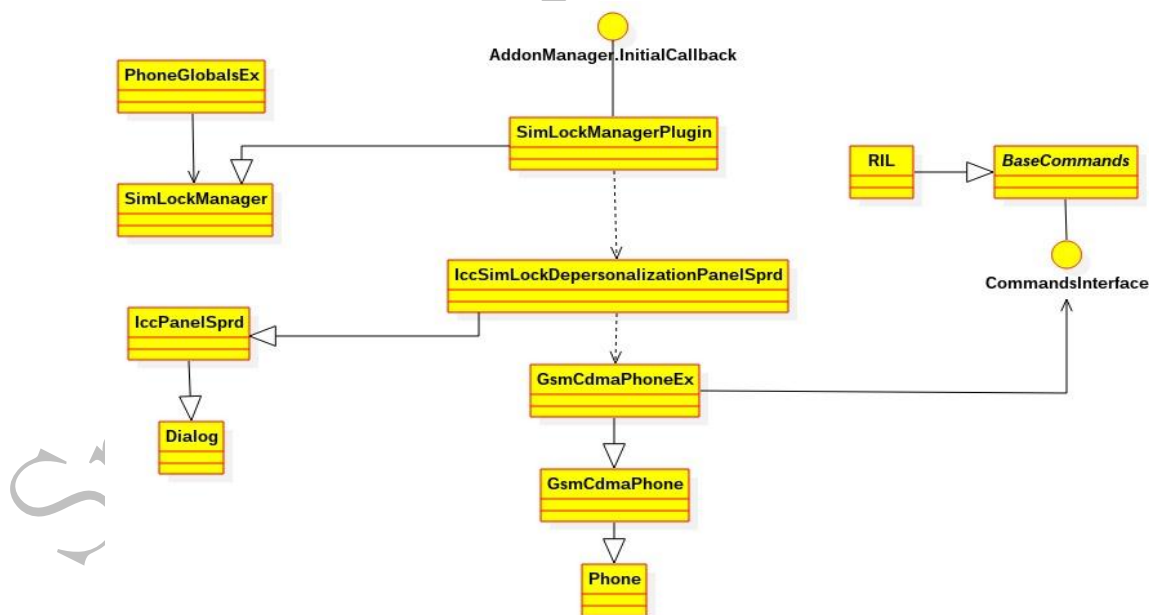 AddonManager.InitialCallback
PhoneGlobalsEx
SimLockManagerPlugin
RIL
BaseCommands
SimLockManager
IccSimLockDepersonalizationPanelSprd
CommandsInterface
IccPanelSprd
GsmCdmaPhoneEx
Dialog
GsmCdmaPhone
Phone